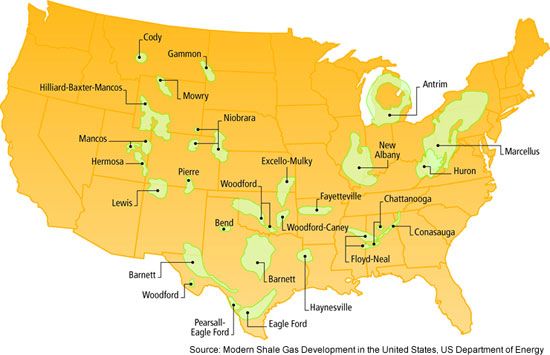 Cody
Gammon
Antrim
Hilliard-Baxter-Mancos
Mowry
Niobrara
Mancos
New
Albany
Marcellus
Hermosa
Excello-Mulky
Huron
Pierre
Woodford
Fayetteville
Chattanooga
Lewis
Bend
Woodford-Caney
Conasauga
Floyd-Neal
Barnett
Barnett
Woodford
Haynesville
Pearsall-
Eagle Ford
Eagle Ford
Source: Modern Shale Gas Development in the United States, US Department of Energy